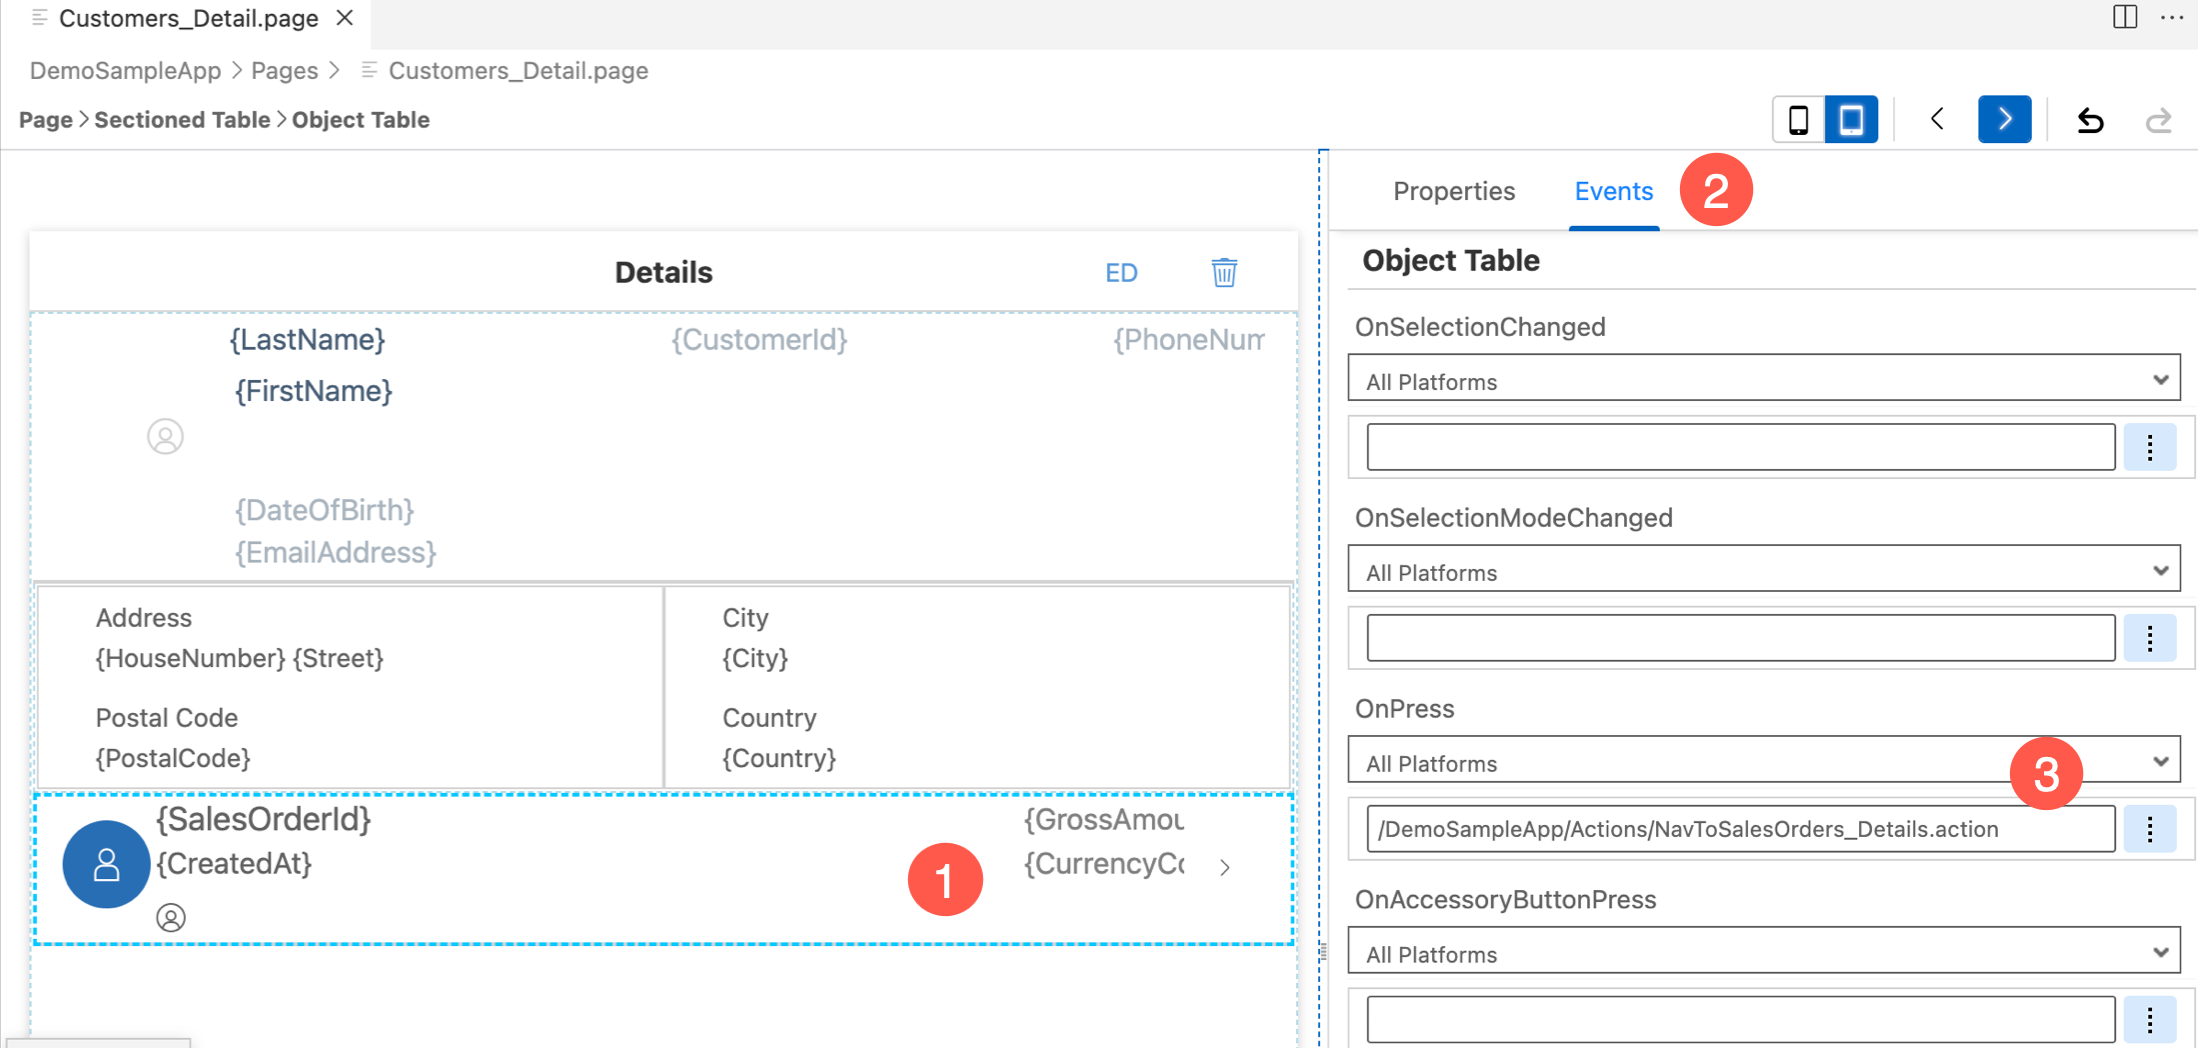 Customers_Detail.page
DemoSampleApp > Pages > Customers_Detail.page
Page > Sectioned Table > Object Table
Properties Events 2
Details ED
{LastName} {CustomerId} {PhoneNum
{FirstName}
{DateOfBirth}
{EmailAddress}
Address City
{HouseNumber} {Street} {City}
Postal Code Country
{PostalCode} {Country}
{SalesOrderId} {GrossAmou
{CreatedAt} 1 {CurrencyCo
Object Table
OnSelectionChanged
All Platforms
OnSelectionModeChanged
All Platforms
OnPress
All Platforms
3
/DemoSampleApp/Actions/NavToSalesOrders_Details.action
OnAccessoryButtonPress
All Platforms